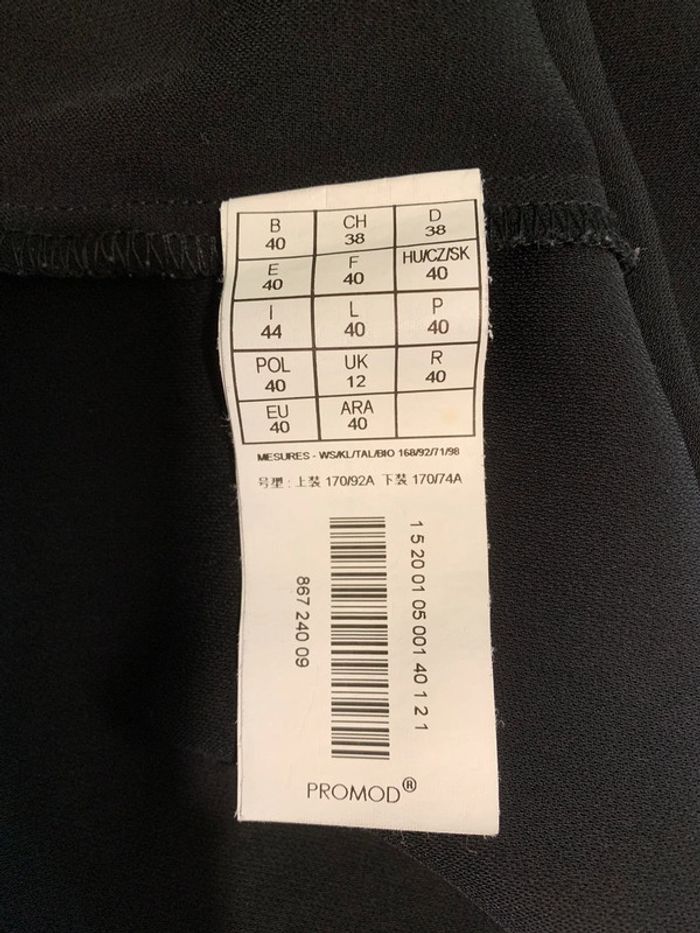 B CH D
40 38 38
E F HU/CZ/SK
40 40 40
I L P
44 40 40
POL UK R
40 12 40
EU ARA
40 40
MESURES - WS/KL/TAL/BIO 168/92/71/98
号型 : 上装 170/92A 下装 170/74A
1 5 20 01 05 001 40 1 2 1
867 240 09
PROMOD®